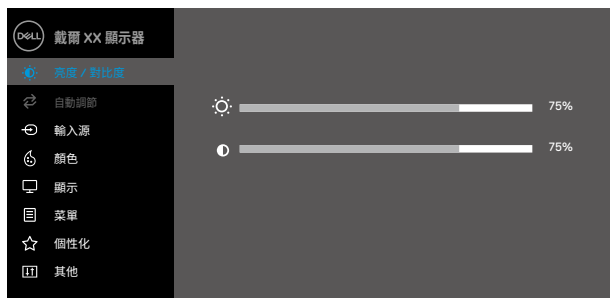 DELL 戴爾 XX 顯示器
亮度 / 對比度
自動調節
75%
輸入源
顏色
75%
顯示
菜單
個性化
其他